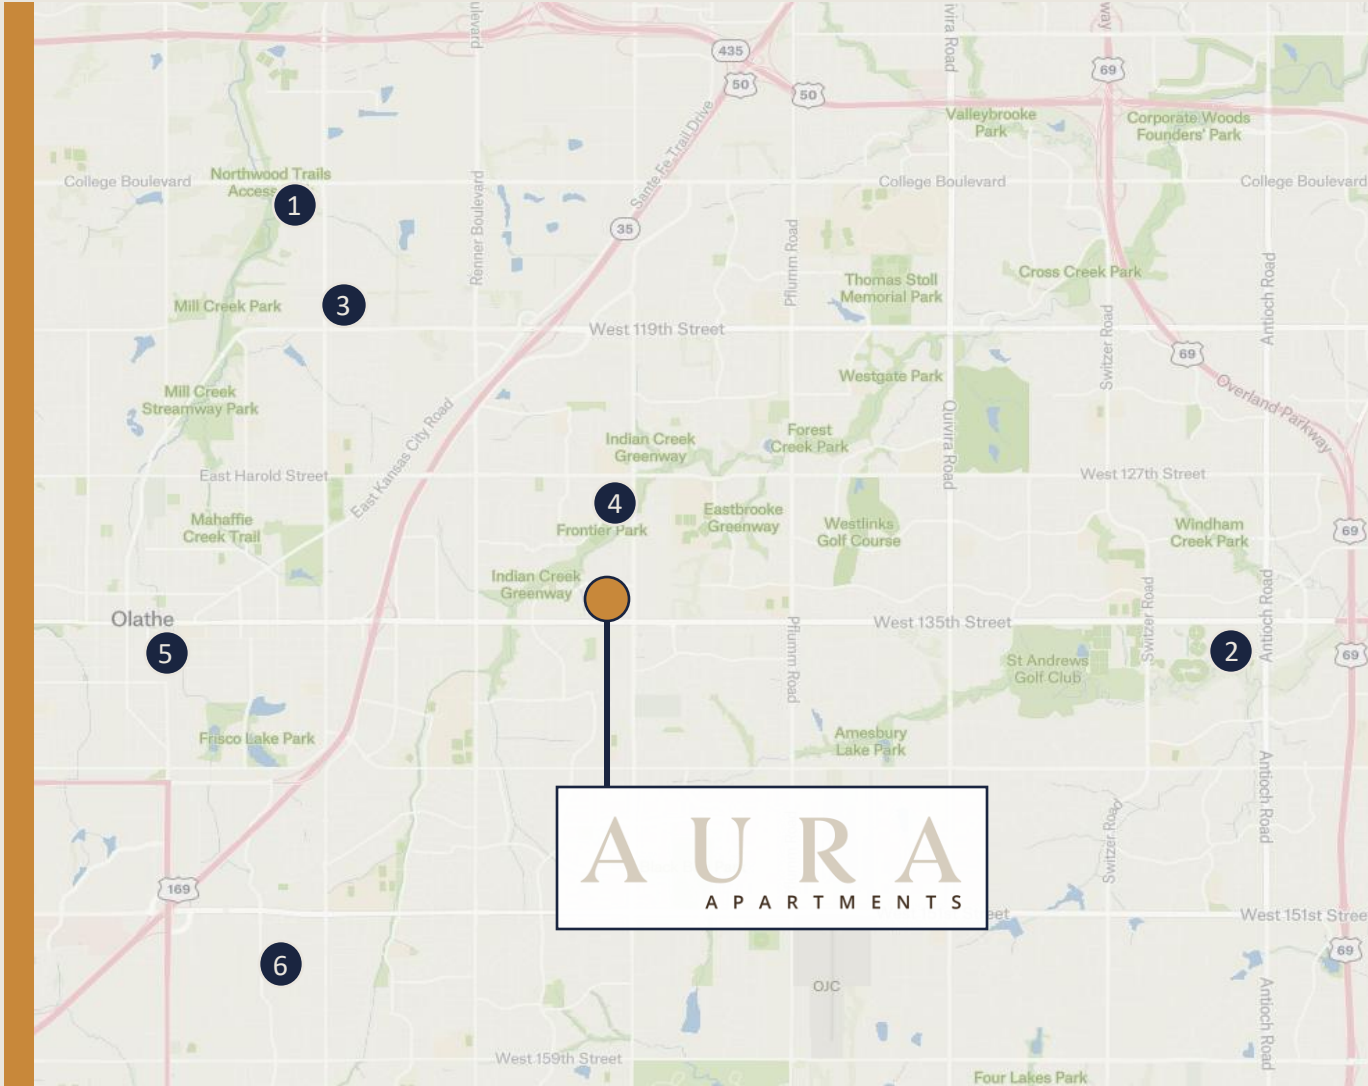 ulevard
ivira Road
way
435
50
50
69
Valleybrooke
Park
Corporate Woods
Founders' Park
Sante Fe Trail Drive
College Boulevard
Northwood Trails
Access
1
College Boulevard
College Boulevard
Renner Boulevard
35
Pflumm Road
Thomas Stoll
Memorial Park
Cross Creek Park
Antioch Road
Mill Creek Park
3
West 119th Street
Switzer Road
69
Westgate Park
Overland Parkway
Mill Creek
Streamway Park
East Kansas City Road
Indian Creek
Greenway
Forest
Creek Park
Quivira Road
East Harold Street
West 127th Street
4
Frontier Park
Eastbrooke
Greenway
Westlinks
Golf Course
Mahaffie
Creek Trail
Windham
Creek Park
69
Indian Creek
Greenway
Switzer Road
Antioch Road
Olathe
5
West 135th Street
Pflumm Road
St Andrews
Golf Club
2
69
Frisco Lake Park
Amesbury
Lake Park
Antioch Road
Switzer Road
AURA
APARTMENTS
169
eet
West 151st Stree
69
6
OJC
Antioch Road
West 159th Street
Four Lakes Park